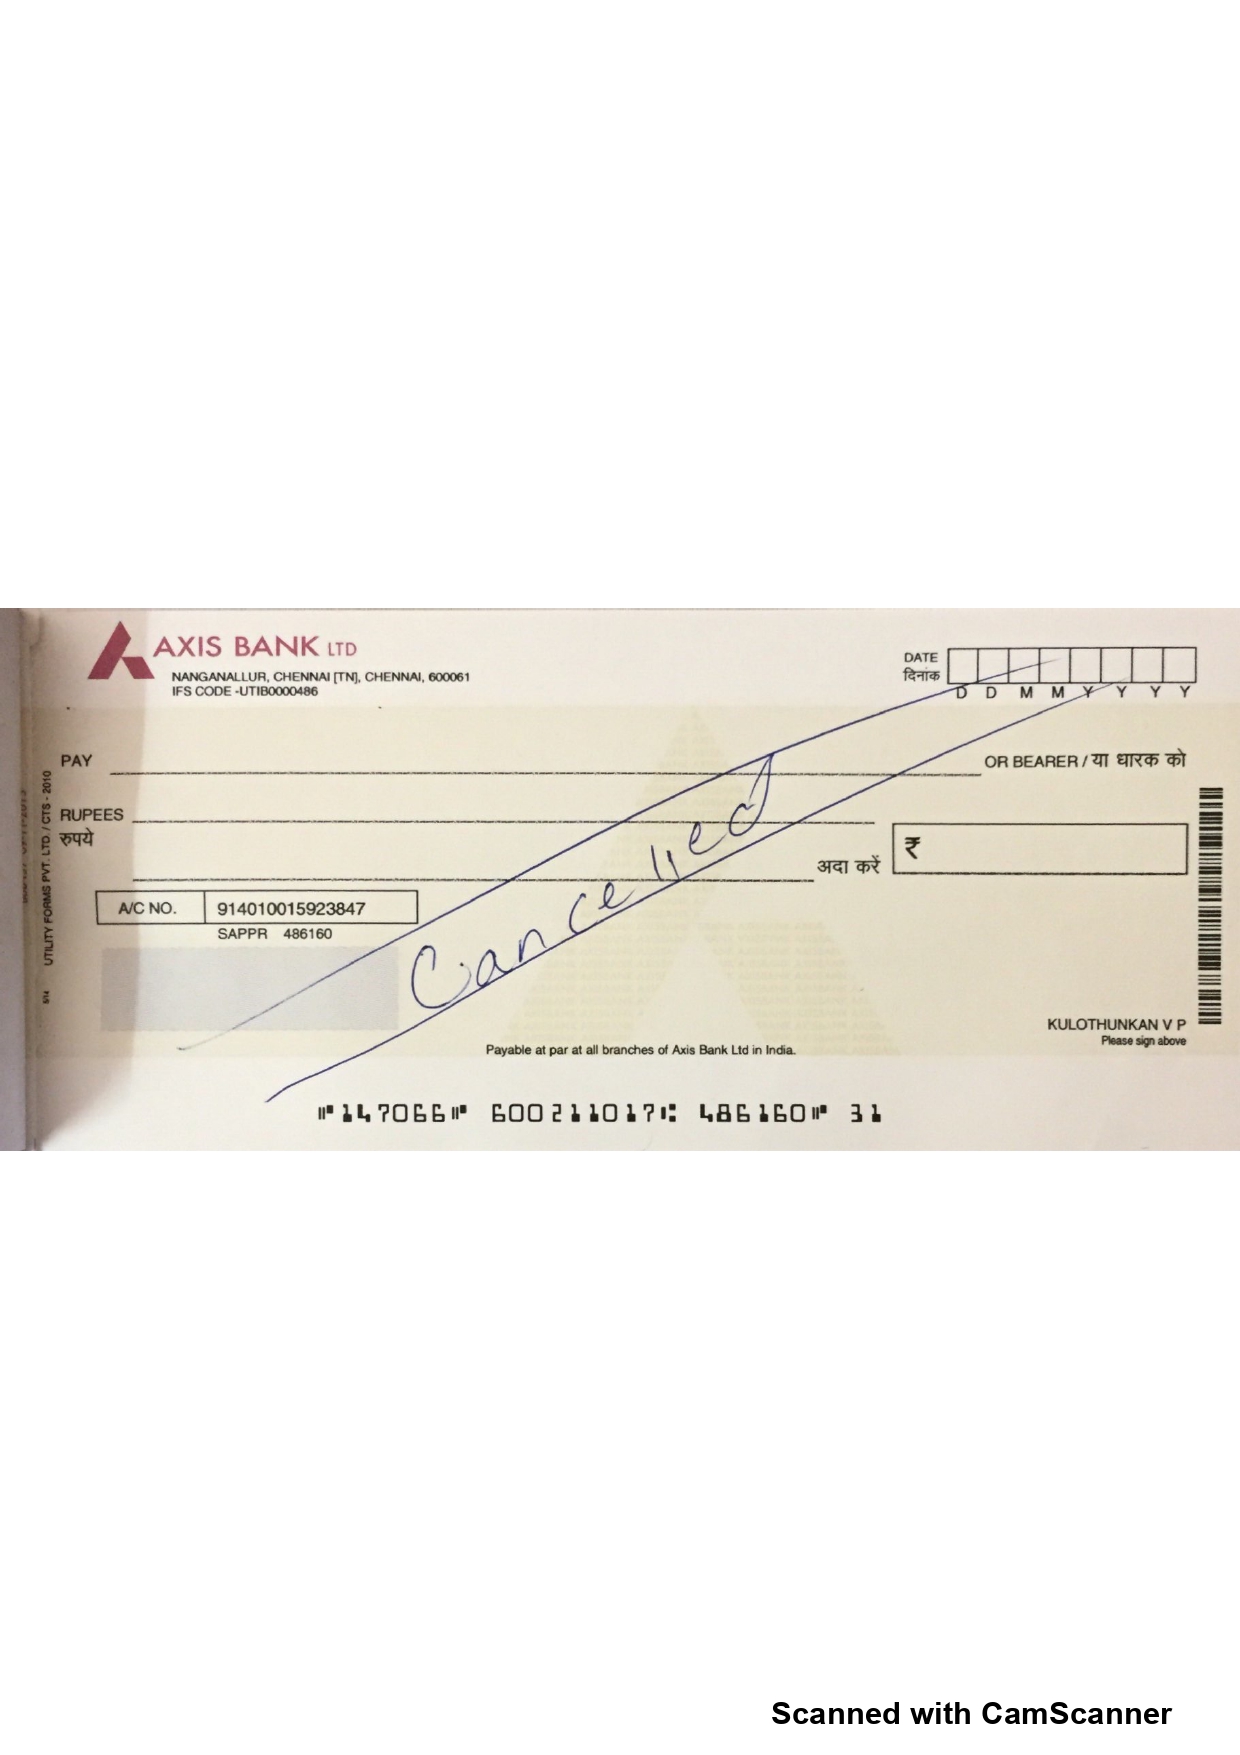 AXIS BANK LTD
NANGANALLUR, CHENNAI [TN], CHENNAI, 600061
IFS CODE -UTIB0000486
DATE
दिनांक
D D M M Y Y Y Y
PAY
OR BEARER / या धारक को
RUPEES
रुपये
अदा करें
₹
A/C NO. 914010015923847
SAPPR 486160
Cancelled
UTILITY FORMS PVT. LTD. / CTS - 2010
KULOTHUNKAN V P
Please sign above
Payable at par at all branches of Axis Bank Ltd in India.
⑈147066⑈ 600211017⑆ 486160⑈ 31
Scanned with CamScanner